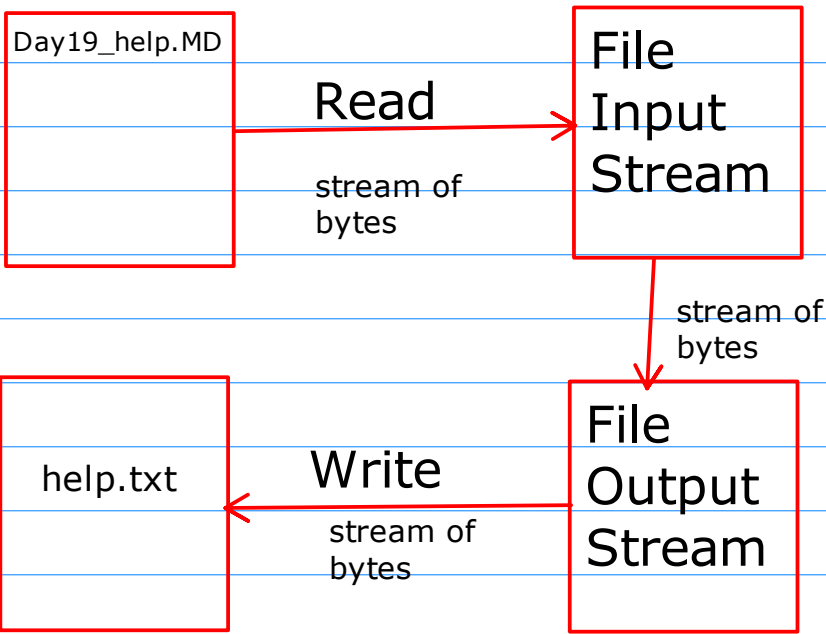 Day19_help.MD
Read
stream of
bytes
File
Input
Stream
stream of
bytes
File
Output
Stream
Write
stream of
bytes
help.txt